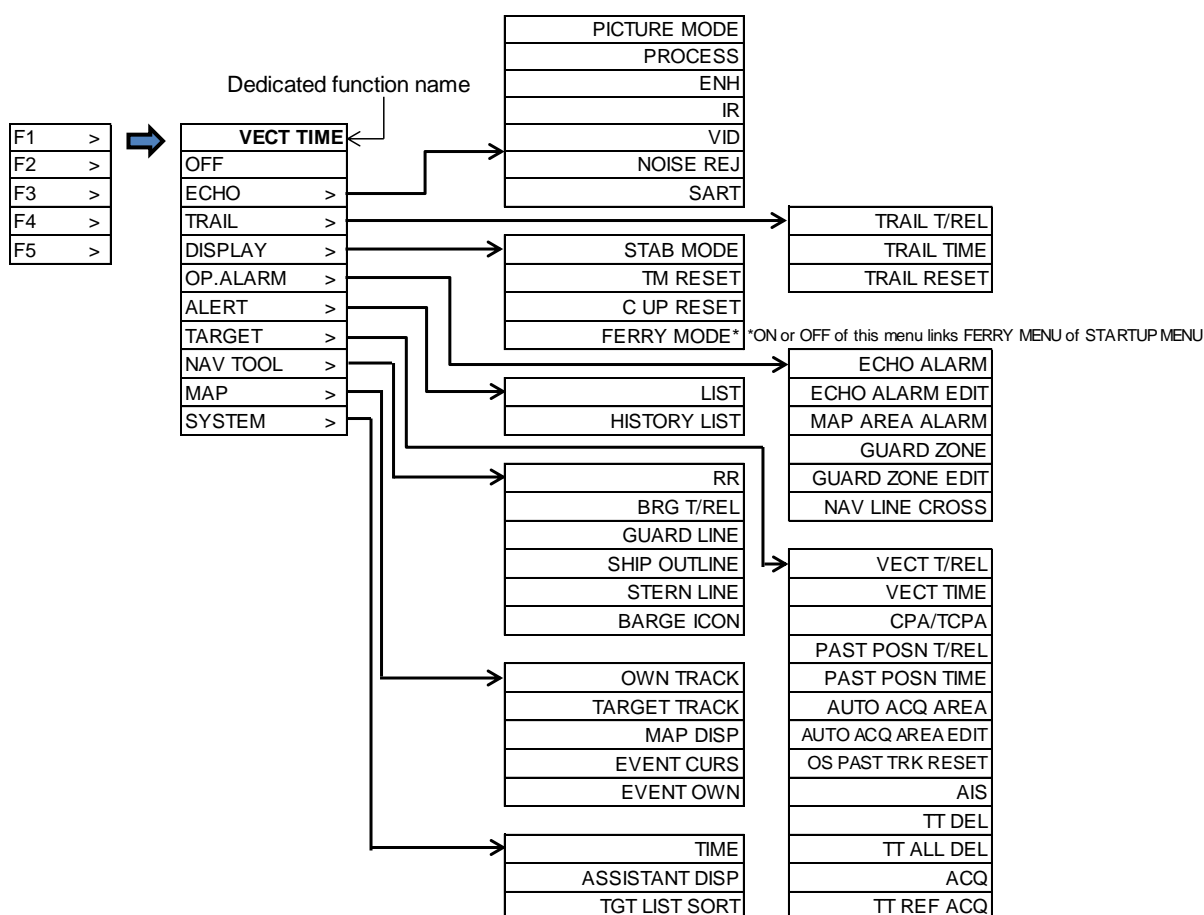 Dedicated function name
F1 >
F2 >
F3 >
F4 >
F5 >
VECT TIME
OFF
ECHO >
TRAIL >
DISPLAY >
OP.ALARM >
ALERT >
TARGET >
NAV TOOL >
MAP >
SYSTEM >
PICTURE MODE
PROCESS
ENH
IR
VID
NOISE REJ
SART
TRAIL T/REL
TRAIL TIME
TRAIL RESET
STAB MODE
TM RESET
C UP RESET
FERRY MODE* *ON or OFF of this menu links FERRY MENU of STARTUP MENU
ECHO ALARM
ECHO ALARM EDIT
MAP AREA ALARM
GUARD ZONE
GUARD ZONE EDIT
NAV LINE CROSS
LIST
HISTORY LIST
RR
BRG T/REL
GUARD LINE
SHIP OUTLINE
STERN LINE
BARGE ICON
VECT T/REL
VECT TIME
CPA/TCPA
PAST POSN T/REL
PAST POSN TIME
AUTO ACQ AREA
AUTO ACQ AREA EDIT
OS PAST TRK RESET
AIS
TT DEL
TT ALL DEL
ACQ
TT REF ACQ
OWN TRACK
TARGET TRACK
MAP DISP
EVENT CURS
EVENT OWN
TIME
ASSISTANT DISP
TGT LIST SORT